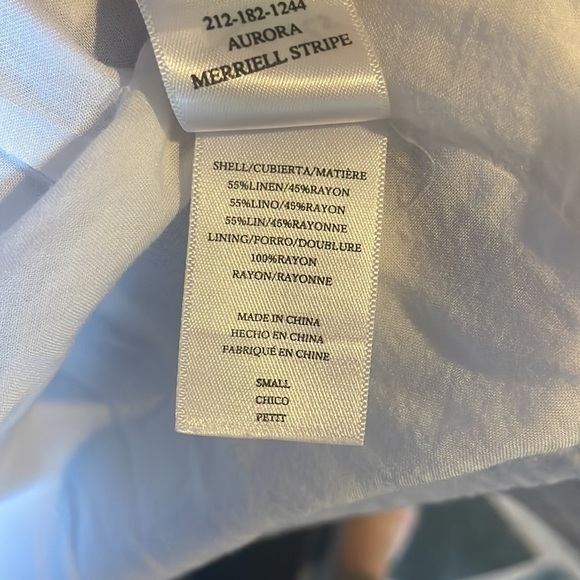 212-182-1244
AURORA
MERRIELL STRIPE
SHELL/CUBIERTA/MATIÈRE
55%LINEN/45%RAYON
55%LINO/45%RAYON
55%LIN/45%RAYONNE
LINING/FORRO/DOUBLURE
100%RAYON
RAYON/RAYONNE
MADE IN CHINA
HECHO EN CHINA
FABRIQUÉ EN CHINE
SMALL
CHICO
PETIT